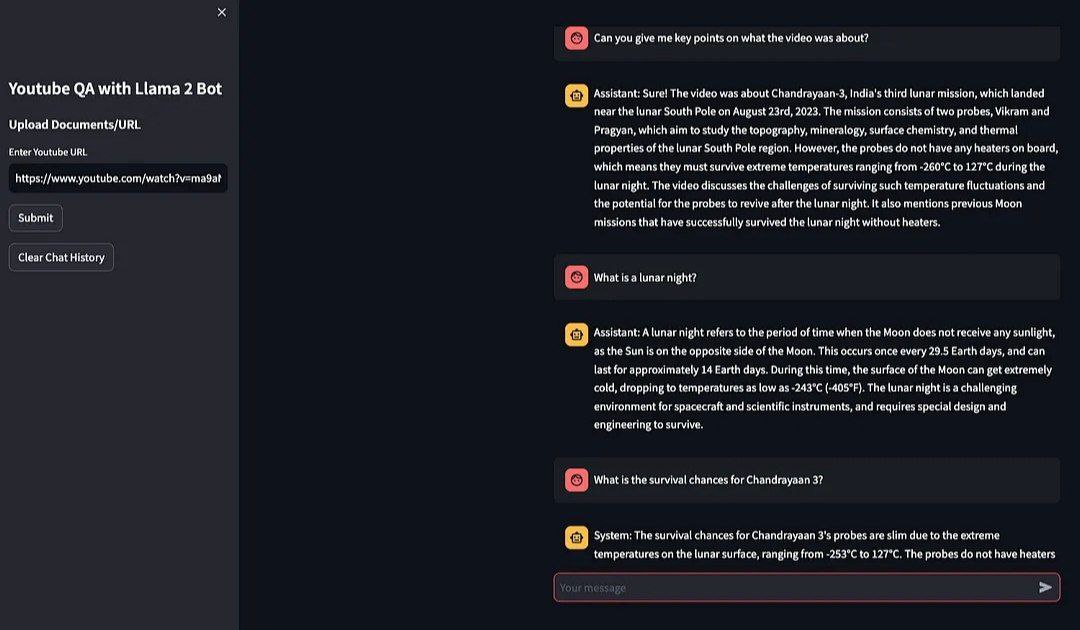 Youtube QA with Llama 2 Bot
Upload Documents/URL
Enter Youtube URL
https://www.youtube.com/watch?v=ma9a
Submit
Clear Chat History
Can you give me key points on what the video was about?
Assistant: Sure! The video was about Chandrayaan-3, India's third lunar mission, which landed
near the lunar South Pole on August 23rd, 2023. The mission consists of two probes, Vikram and
Pragyan, which aim to study the topography, mineralogy, surface chemistry, and thermal
properties of the lunar South Pole region. However, the probes do not have any heaters on board,
which means they must survive extreme temperatures ranging from -260°C to 127°C during the
lunar night. The video discusses the challenges of surviving such temperature fluctuations and
the potential for the probes to revive after the lunar night. It also mentions previous Moon
missions that have successfully survived the lunar night without heaters.
What is a lunar night?
Assistant: A lunar night refers to the period of time when the Moon does not receive any sunlight,
as the Sun is on the opposite side of the Moon. This occurs once every 29.5 Earth days, and can
last for approximately 14 Earth days. During this time, the surface of the Moon can get extremely
cold, dropping to temperatures as low as -243°C (-405°F). The lunar night is a challenging
environment for spacecraft and scientific instruments, and requires special design and
engineering to survive.
What is the survival chances for Chandrayaan 3?
System: The survival chances for Chandrayaan 3's probes are slim due to the extreme
temperatures on the lunar surface, ranging from -253°C to 127°C. The probes do not have heaters
Your message